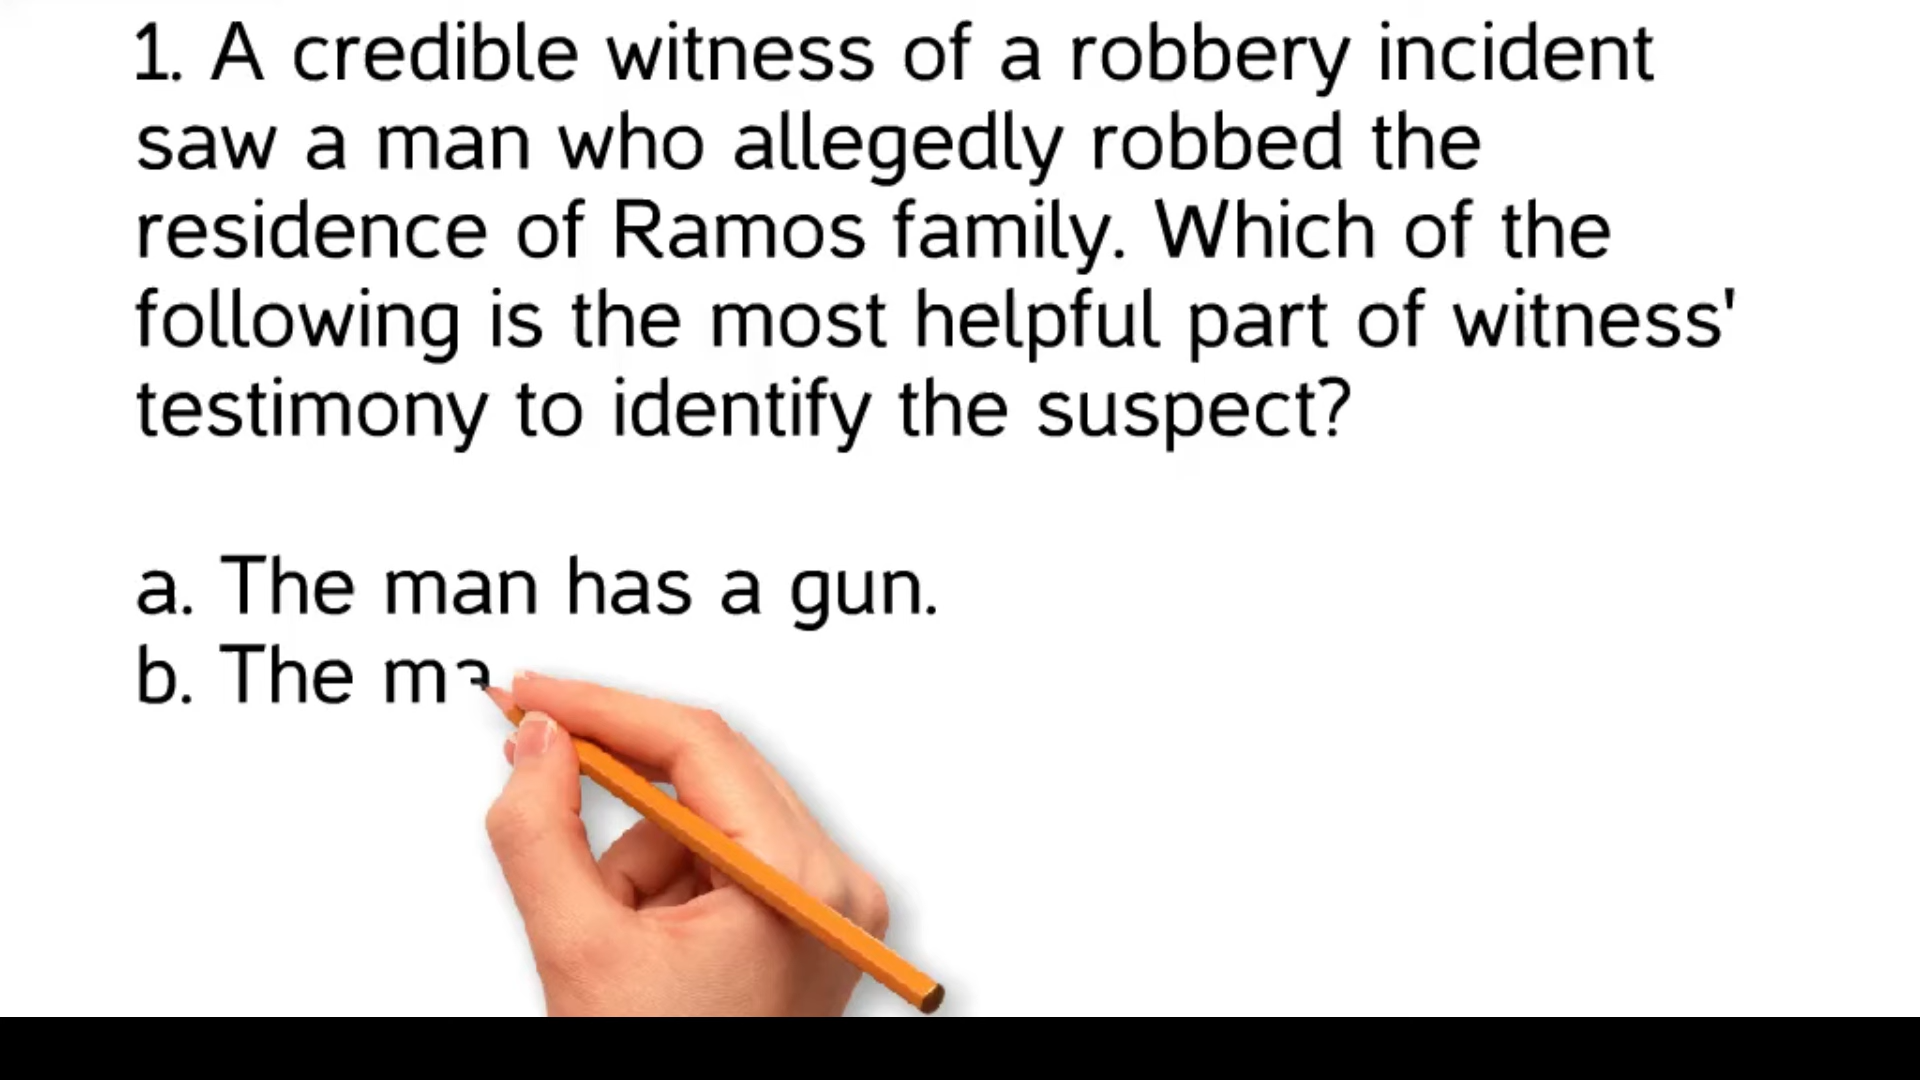 1. A credible witness of a robbery incident
saw a man who allegedly robbed the
residence of Ramos family. Which of the
following is the most helpful part of witness'
testimony to identify the suspect?
a. The man has a gun.
b. The ma